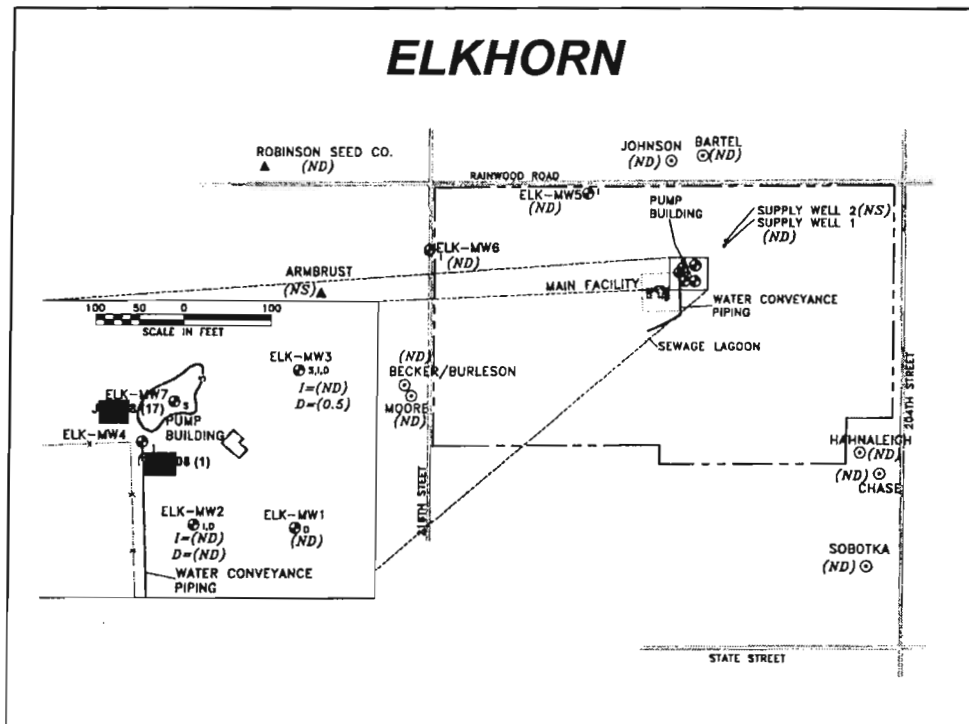 ELKHORN
ROBINSON SEED CO.
(ND)
JOHNSON
(ND)
BARTEL
(ND)
RAINWOOD ROAD
ELK-MW5 I
(ND)
PUMP
BUILDING
SUPPLY WELL 2 (NS)
SUPPLY WELL 1
(ND)
ELK-MW6
I
(ND)
ARMBRUST
(NS)
MAIN FACILITY
WATER CONVEYANCE
PIPING
SEWAGE LAGOON
100 50 0 100
SCALE IN FEET
ELK-MW3
S,I,D
I=(ND)
D=(0.5)
ELK-MW7
S
(17)
PUMP
BUILDING
ELK-MW4
08 (1)
ELK-MW2
I,D
I=(ND)
D=(ND)
ELK-MW1
D
(ND)
WATER CONVEYANCE
PIPING
(ND)
BECKER/BURLESON
MOORE
(ND)
216TH STEET
204TH STREET
HAHNALEIGH
(ND)
(ND)
CHASE
SOBOTKA
(ND)
STATE STREET